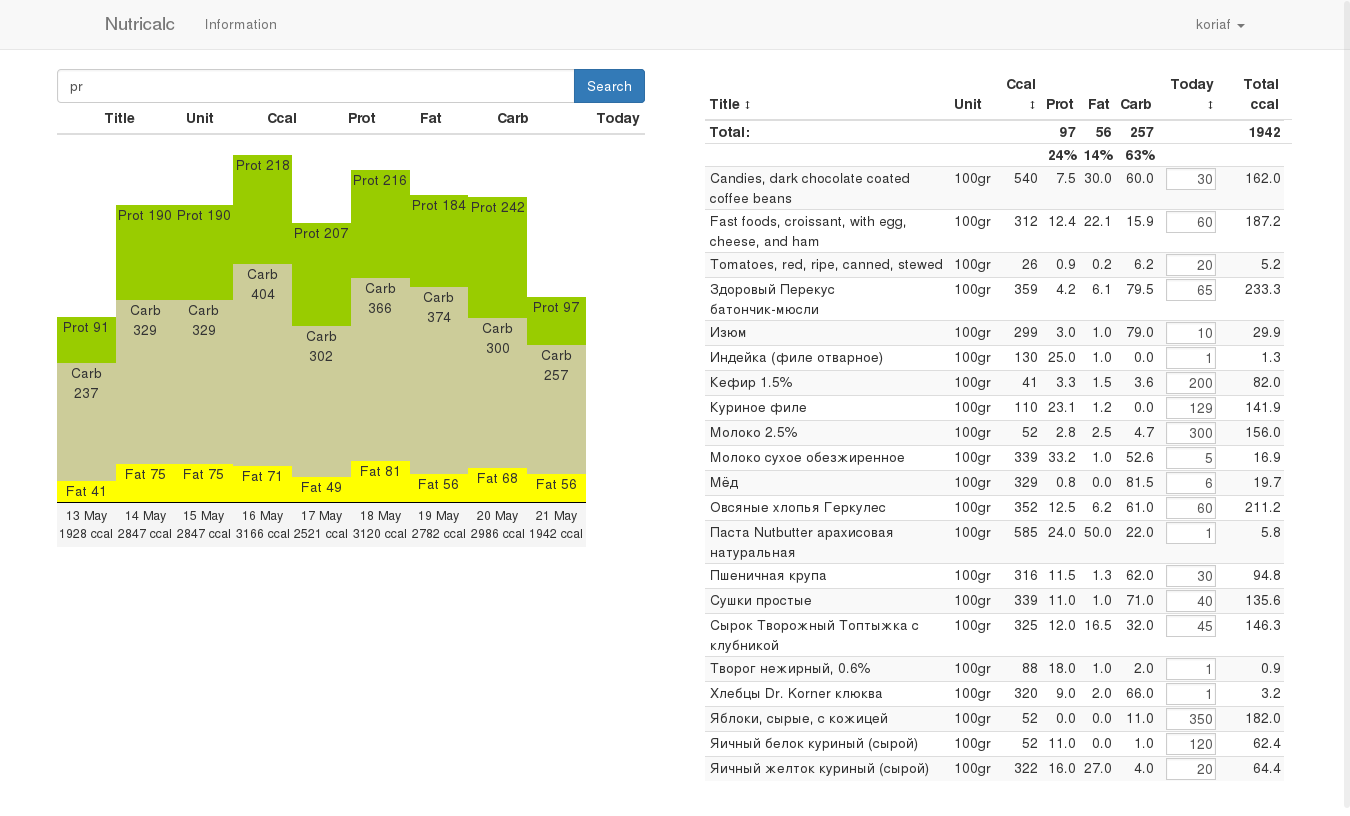 Nutricalc Information koriaf
pr Search
Title Unit Ccal Prot Fat Carb Today
Prot 218
Prot 216
Prot 190 Prot 190
Prot 184 Prot 242
Prot 207
Carb
404
Carb
366
Carb
374
Prot 97
Carb
329
Carb
329
Prot 91
Carb
302
Carb
300
Carb
257
Carb
237
Fat 75 Fat 75 Fat 71 Fat 81 Fat 68
Fat 41 Fat 49 Fat 56 Fat 56
13 May 14 May 15 May 16 May 17 May 18 May 19 May 20 May 21 May
1928 ccal 2847 ccal 2847 ccal 3166 ccal 2521 ccal 3120 ccal 2782 ccal 2986 ccal 1942 ccal
Ccal Today Total
Title ↕ Unit ↕ Prot Fat Carb ↕ ccal
Total: 97 56 257 1942
24% 14% 63%
Candies, dark chocolate coated 100gr 540 7.5 30.0 60.0 30 162.0
coffee beans
Fast foods, croissant, with egg, 100gr 312 12.4 22.1 15.9 60 187.2
cheese, and ham
Tomatoes, red, ripe, canned, stewed 100gr 26 0.9 0.2 6.2 20 5.2
Здоровый Перекус 100gr 359 4.2 6.1 79.5 65 233.3
батончик-мюсли
Изюм 100gr 299 3.0 1.0 79.0 10 29.9
Индейка (филе отварное) 100gr 130 25.0 1.0 0.0 1 1.3
Кефир 1.5% 100gr 41 3.3 1.5 3.6 200 82.0
Куриное филе 100gr 110 23.1 1.2 0.0 129 141.9
Молоко 2.5% 100gr 52 2.8 2.5 4.7 300 156.0
Молоко сухое обезжиренное 100gr 339 33.2 1.0 52.6 5 16.9
Мёд 100gr 329 0.8 0.0 81.5 6 19.7
Овсяные хлопья Геркулес 100gr 352 12.5 6.2 61.0 60 211.2
Паста Nutbutter арахисовая 100gr 585 24.0 50.0 22.0 1 5.8
натуральная
Пшеничная крупа 100gr 316 11.5 1.3 62.0 30 94.8
Сушки простые 100gr 339 11.0 1.0 71.0 40 135.6
Сырок Творожный Топтыжка с 100gr 325 12.0 16.5 32.0 45 146.3
клубникой
Творог нежирный, 0.6% 100gr 88 18.0 1.0 2.0 1 0.9
Хлебцы Dr. Korner клюква 100gr 320 9.0 2.0 66.0 1 3.2
Яблоки, сырые, с кожицей 100gr 52 0.0 0.0 11.0 350 182.0
Яичный белок куриный (сырой) 100gr 52 11.0 0.0 1.0 120 62.4
Яичный желток куриный (сырой) 100gr 322 16.0 27.0 4.0 20 64.4